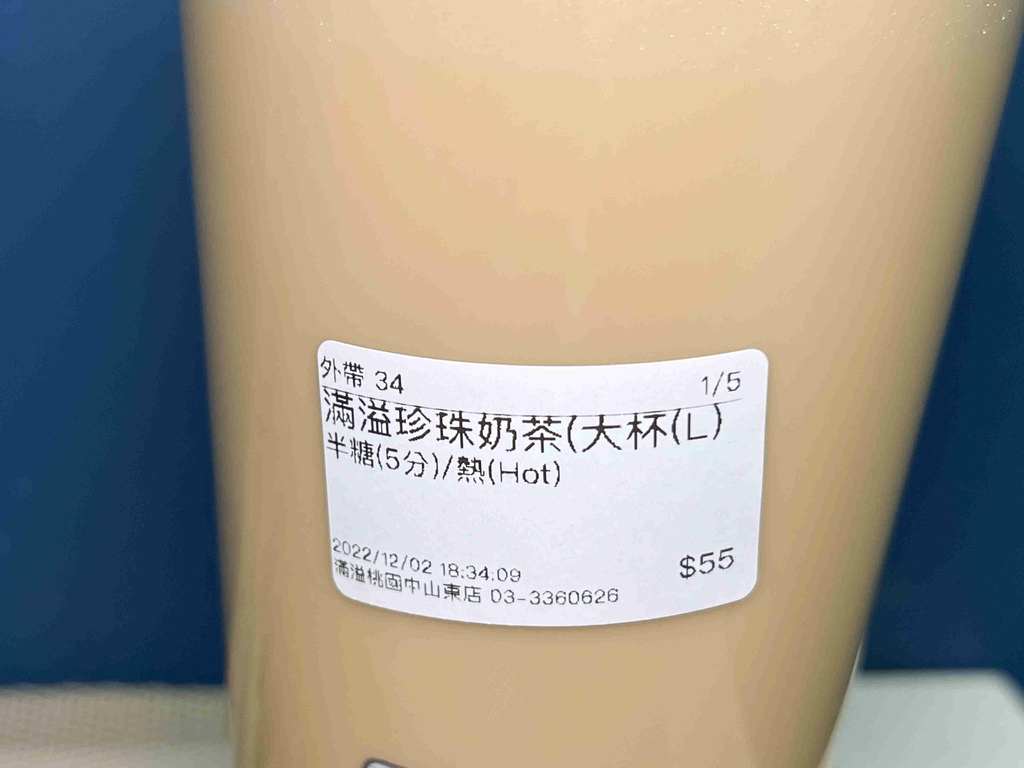 外帶 34 1/5
滿溢珍珠奶茶(大杯(L)
半糖(5分)/熱(Hot)
$55
2022/12/02 18:34:09
滿溢桃園中山東店 03-3360626